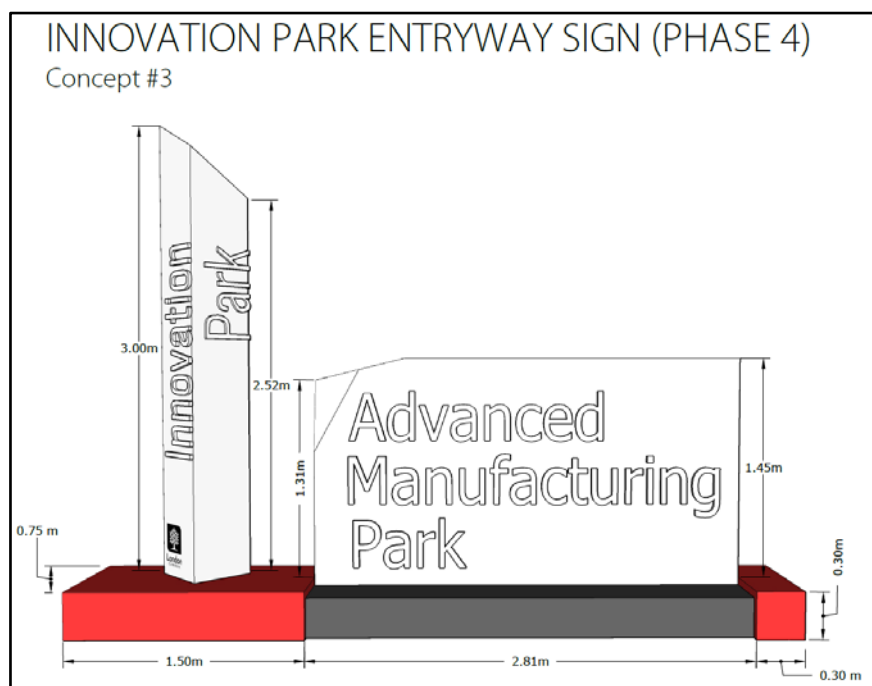 INNOVATION PARK ENTRYWAY SIGN (PHASE 4)
Concept #3
3.00m
Innovation
Park
2.52m
1.31m
Advanced
Manufacturing
Park
1.45m
0.75 m
London
0.30m
1.50m
2.81m
0.30 m